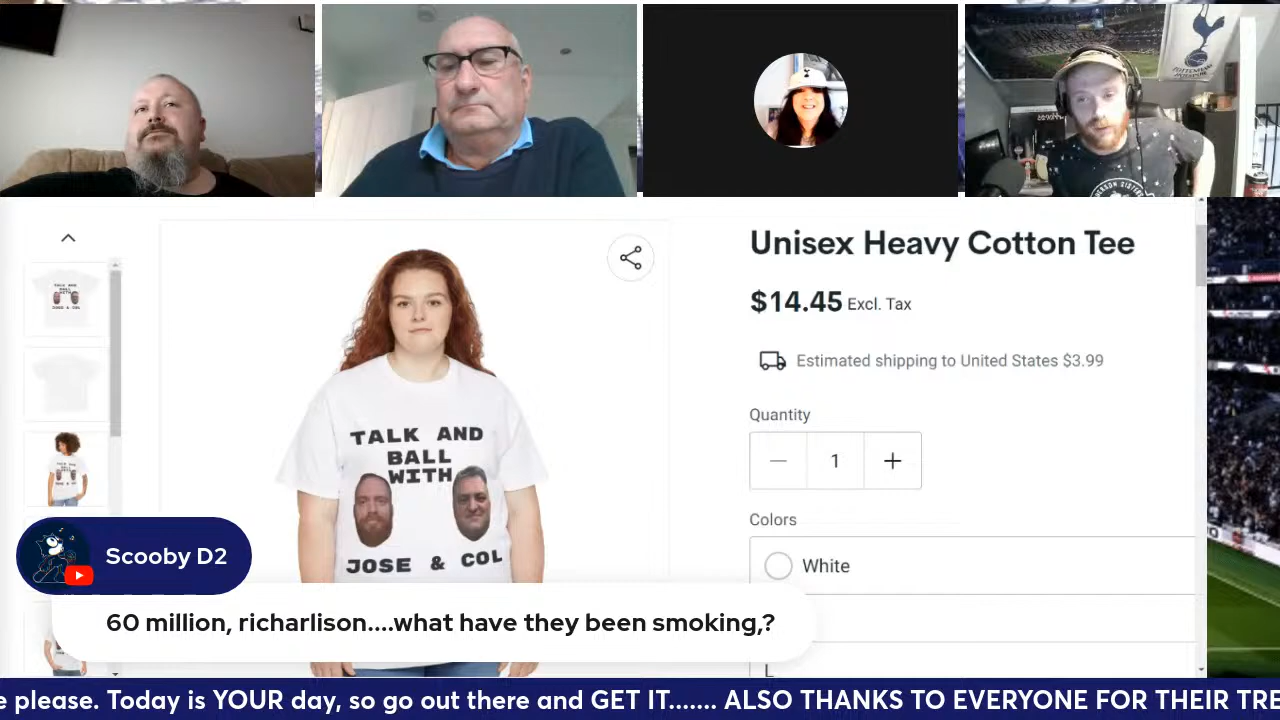 Unisex Heavy Cotton Tee
$14.45 Excl. Tax
Estimated shipping to United States $3.99
Quantity
1
Colors
White
L
TALK AND
BALL
WITH
JOSE & COL
Scooby D2
60 million, richarlison....what have they been smoking,?
e please. Today is YOUR day, so go out there and GET IT....... ALSO THANKS TO EVERYONE FOR THEIR TRE